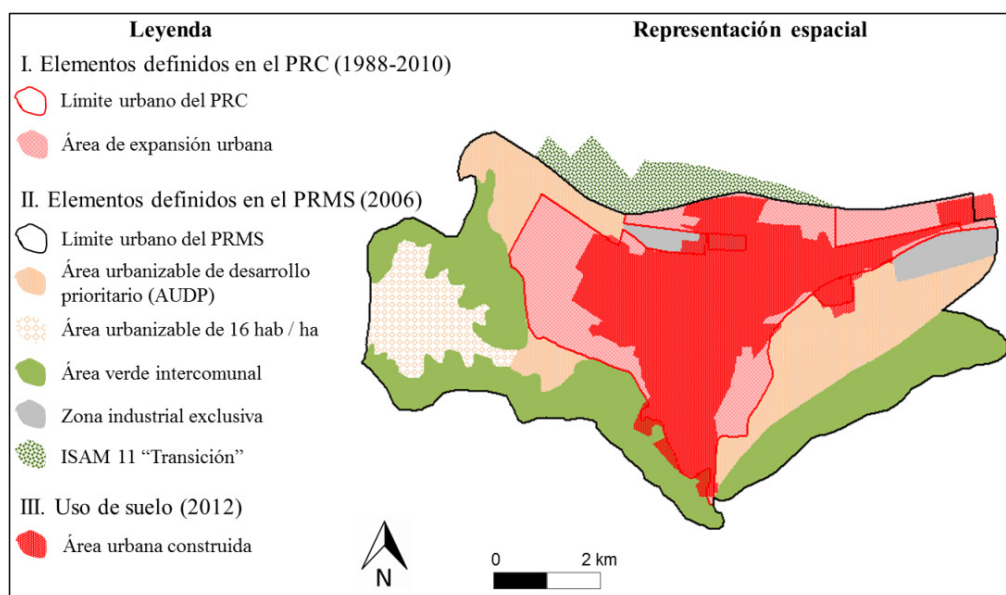 Leyenda
Representación espacial
I. Elementos definidos en el PRC (1988-2010)
Límite urbano del PRC
Área de expansión urbana
II. Elementos definidos en el PRMS (2006)
Límite urbano del PRMS
Área urbanizable de desarrollo
prioritario (AUDP)
Área urbanizable de 16 hab / ha
Área verde intercomunal
Zona industrial exclusiva
ISAM 11 “Transición”
III. Uso de suelo (2012)
Área urbana construida
N
0 2 km